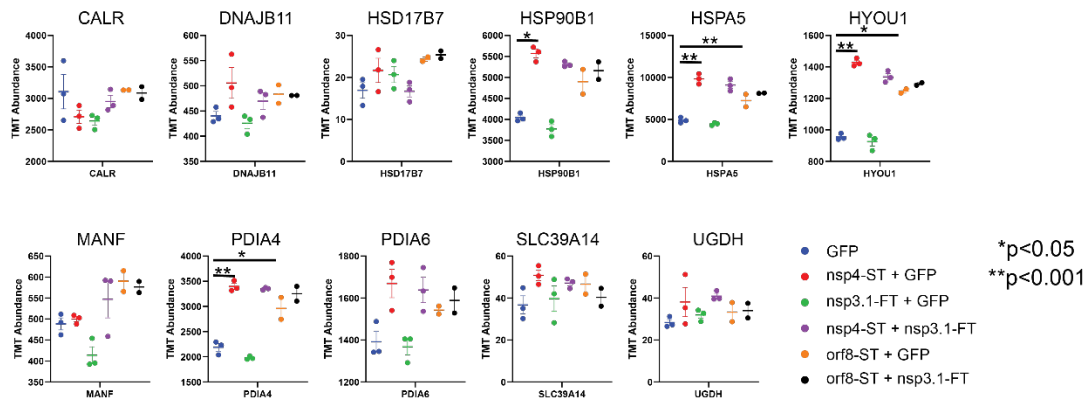 CALR
TMT Abundance
4000
3500
3000
2500
2000
CALR
DNAJB11
TMT Abundance
600
550
500
450
400
350
DNAJB11
HSD17B7
TMT Abundance
30
20
10
0
HSD17B7
HSP90B1
TMT Abundance
6000
5500
5000
4500
4000
3500
3000
*
HSP90B1
HSPA5
TMT Abundance
15000
10000
5000
0
**
**
HSPA5
HYOU1
TMT Abundance
1600
1400
1200
1000
800
*
**
HYOU1
MANF
TMT Abundance
650
600
550
500
450
400
350
MANF
PDIA4
TMT Abundance
4000
3500
3000
2500
2000
1500
*
**
PDIA4
PDIA6
TMT Abundance
1800
1600
1400
1200
PDIA6
SLC39A14
TMT Abundance
60
40
20
0
SLC39A14
UGDH
TMT Abundance
60
40
20
0
UGDH
GFP
nsp4-ST + GFP
nsp3.1-FT + GFP
nsp4-ST + nsp3.1-FT
orf8-ST + GFP
orf8-ST + nsp3.1-FT
*p<0.05
**p<0.001